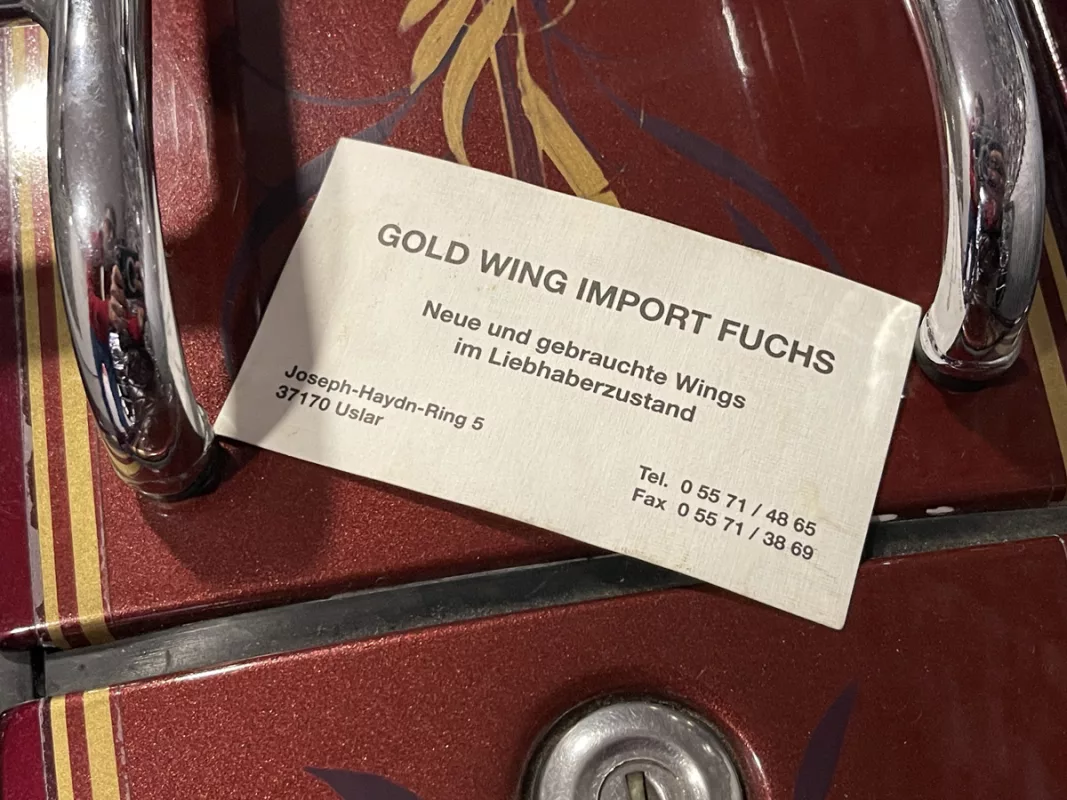 GOLD WING IMPORT FUCHS
Neue und gebrauchte Wings
im Liebhaberzustand
Joseph-Haydn-Ring 5
37170 Uslar
Tel. 0 55 71 / 48 65
Fax 0 55 71 / 38 69